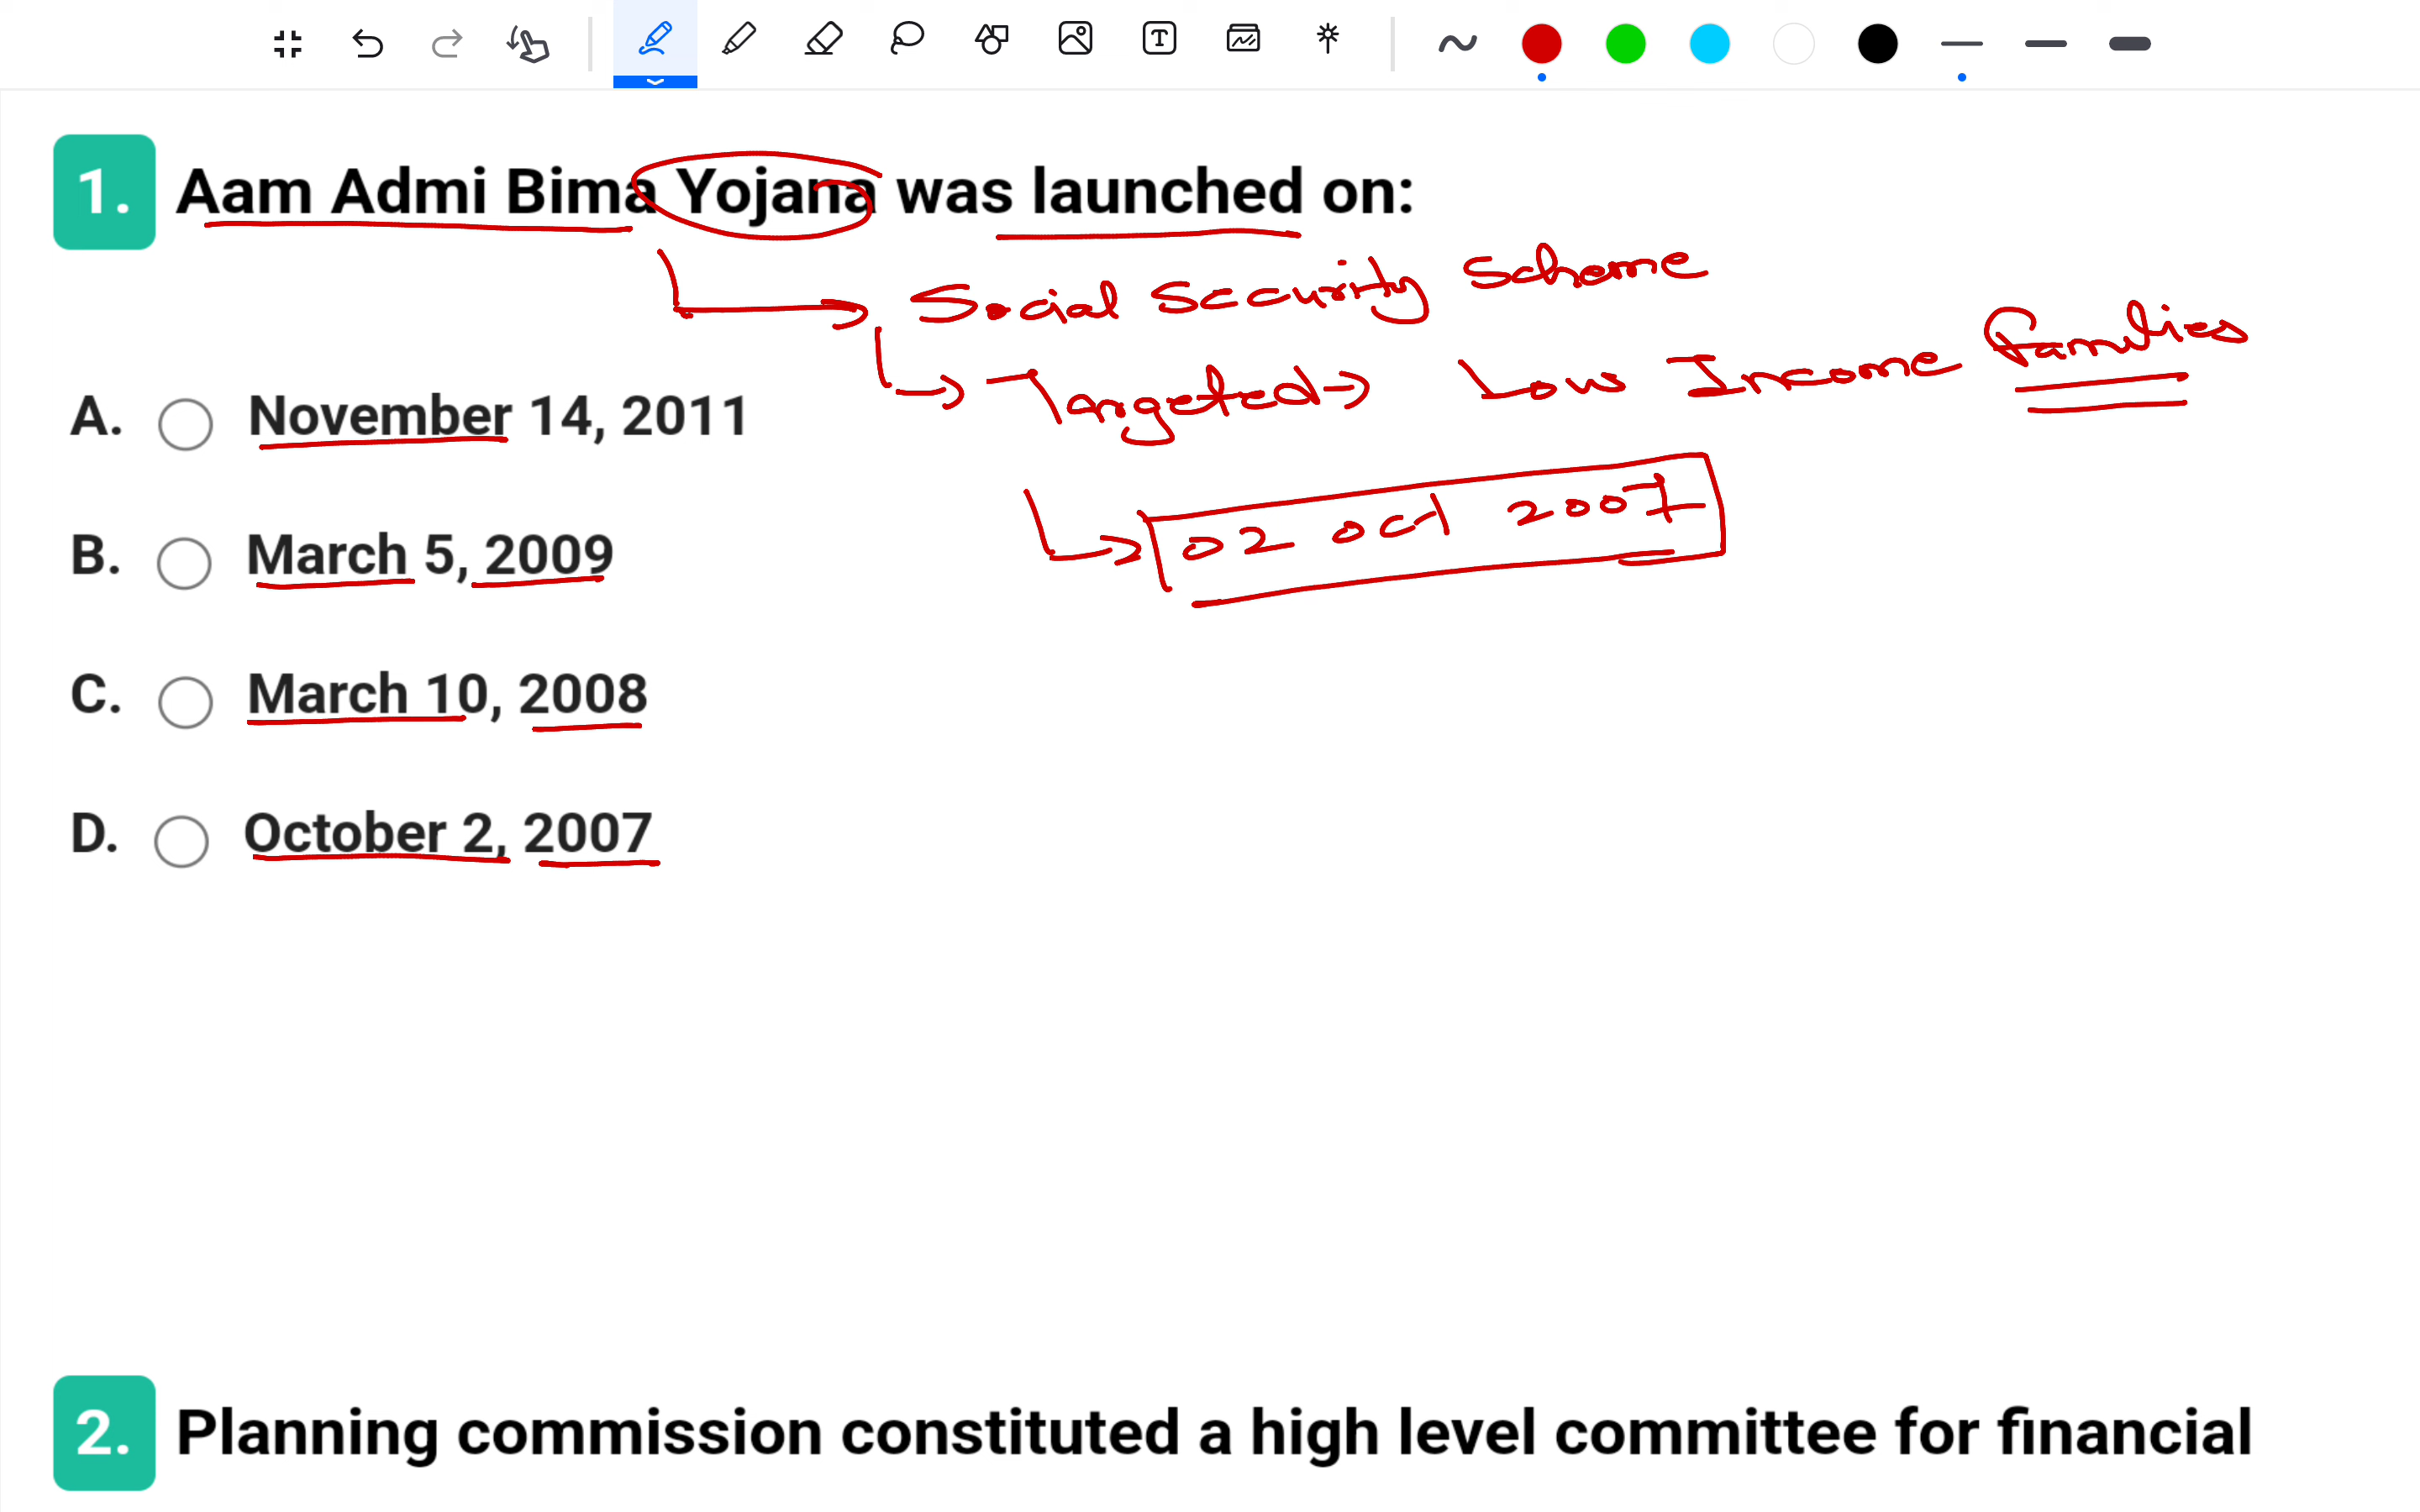 1. Aam Admi Bima Yojana was launched on:
Social Security Scheme
Targeted Low Income Families
02 oct 2007
A. November 14, 2011
B. March 5, 2009
C. March 10, 2008
D. October 2, 2007
2. Planning commission constituted a high level committee for financial